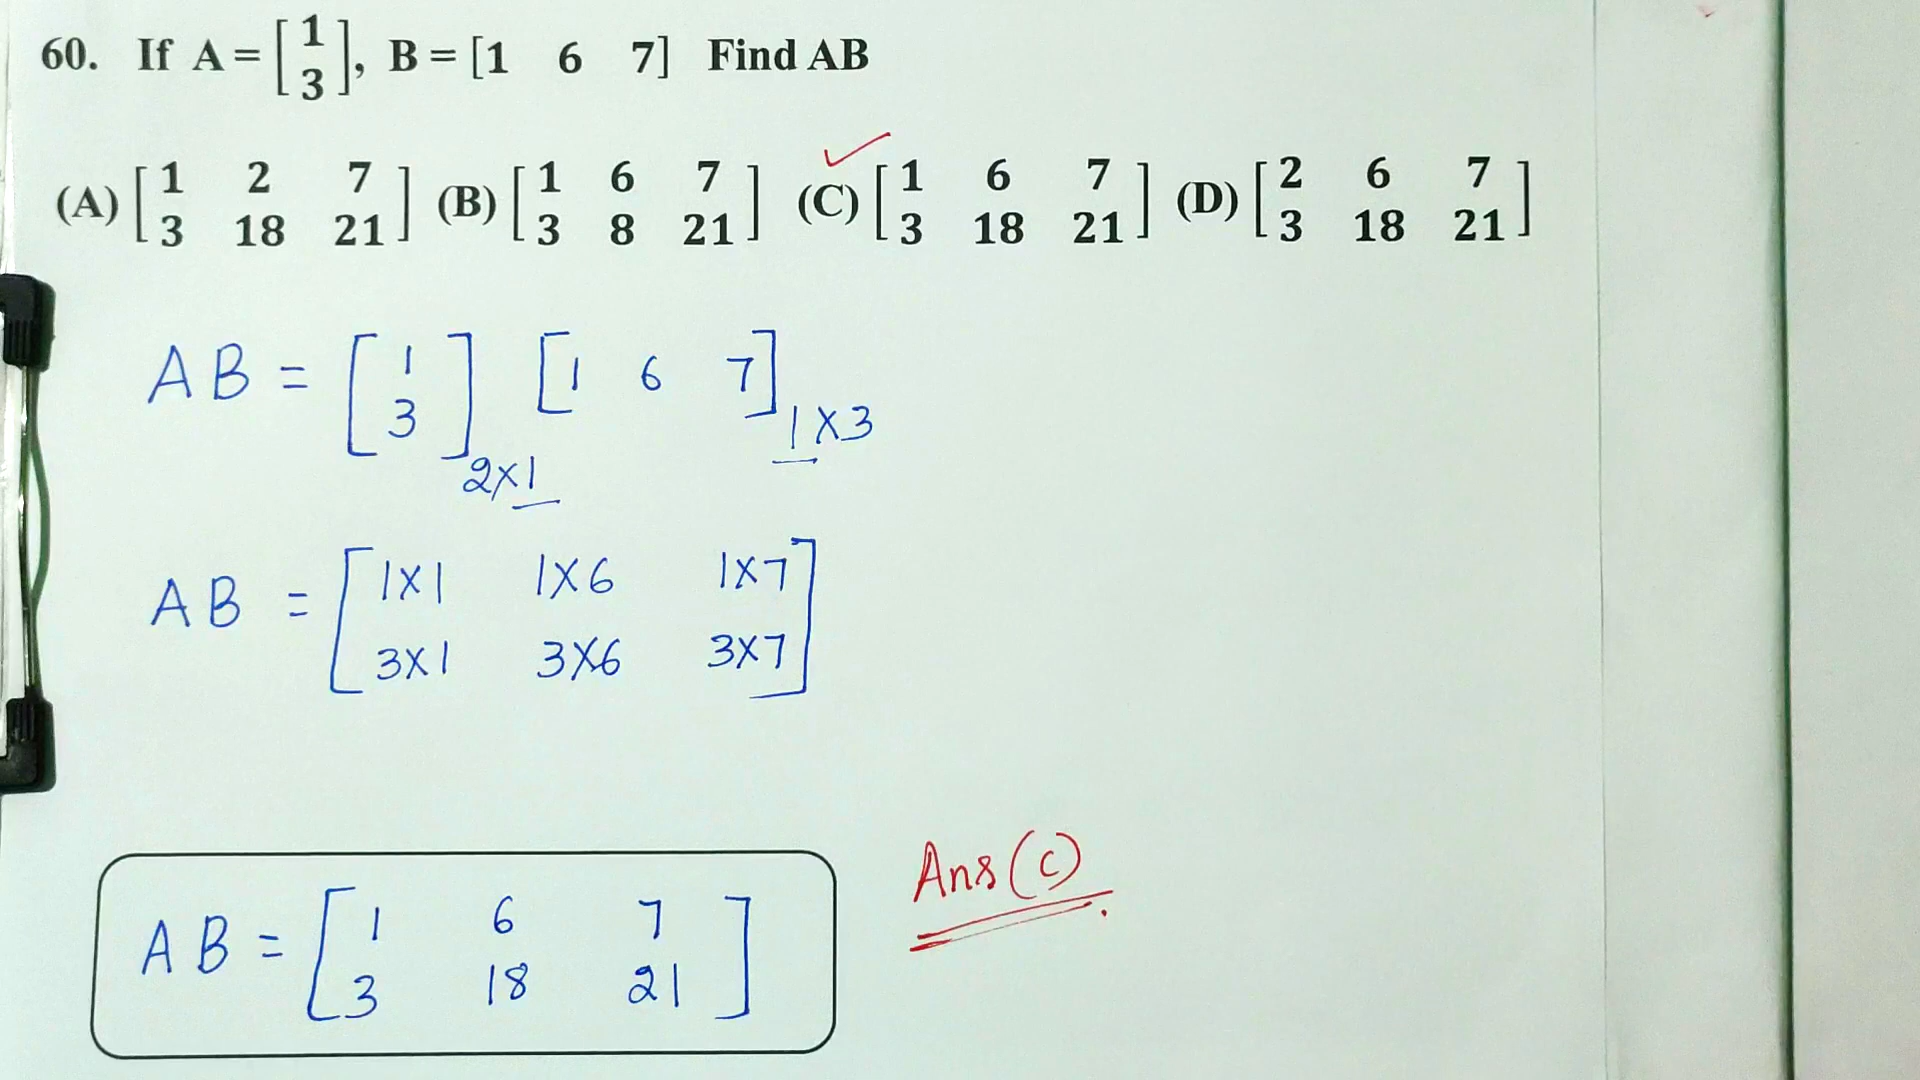 60. If A = [1 3], B = [1 6 7] Find AB
(A) [1 2 7 (B) [1 6 7 (C) [1 6 7 (D) [2 6 7
3 18 21] 3 8 21] 3 18 21] 3 18 21]
AB = [1 3] 2×1 [1 6 7] 1×3
AB = [1×1 1×6 1×7
3×1 3×6 3×7]
AB = [1 6 7
3 18 21]
Ans (C).